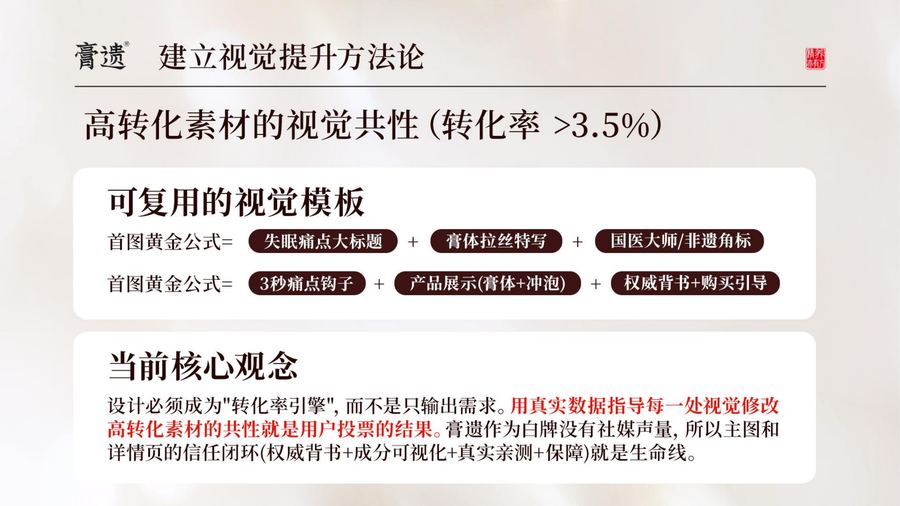 膏遗®
建立视觉提升方法论
高转化素材的视觉共性（转化率 >3.5%）
可复用的视觉模板
首图黄金公式= 失眠痛点大标题 + 膏体拉丝特写 + 国医大师/非遗角标
首图黄金公式= 3秒痛点钩子 + 产品展示(膏体+冲泡) + 权威背书+购买引导
当前核心观念
设计必须成为"转化率引擎", 而不是只输出需求。用真实数据指导每一处视觉修改
高转化素材的共性就是用户投票的结果。膏遗作为白牌没有社媒声量, 所以主图和
详情页的信任闭环(权威背书+成分可视化+真实亲测+保障)就是生命线。